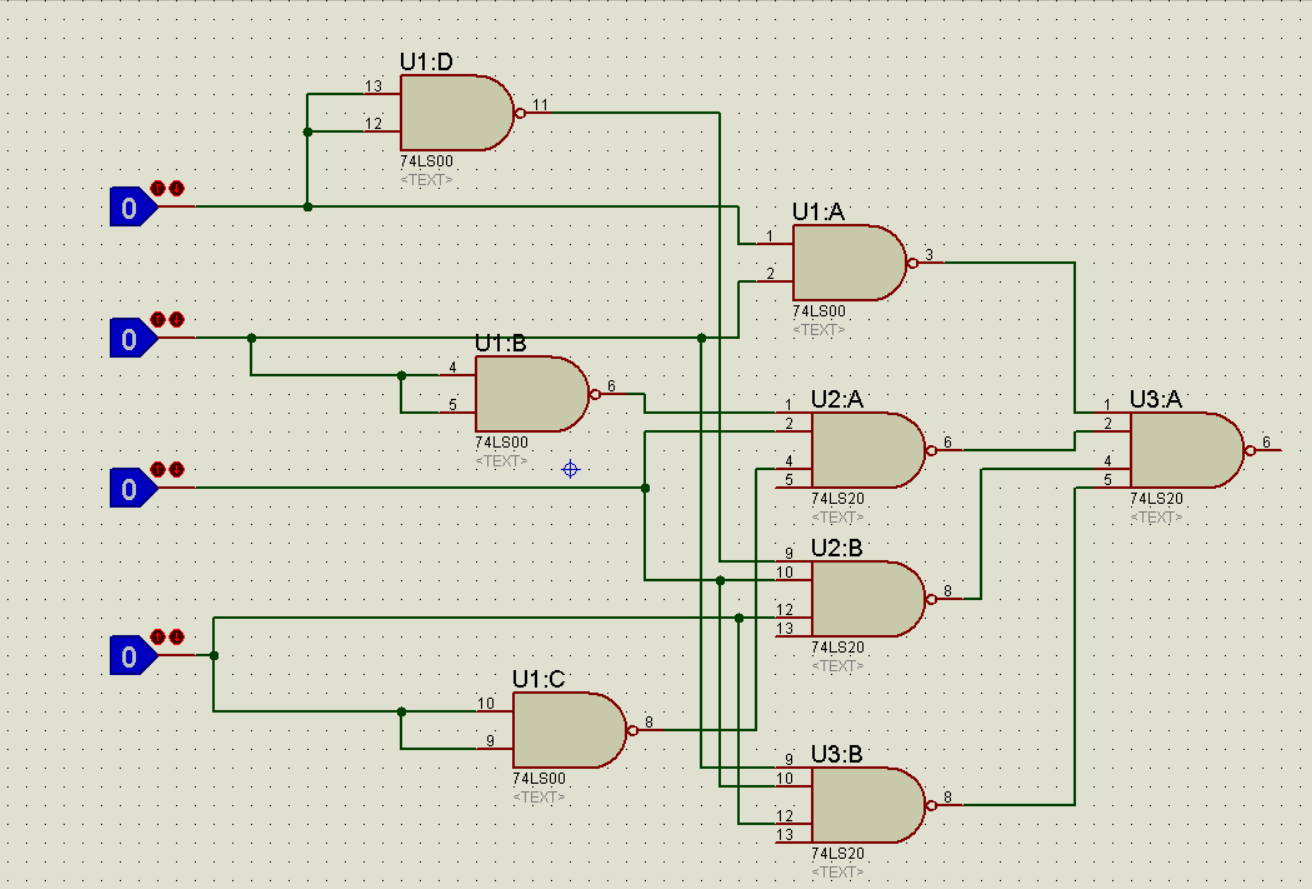 U1:D
13
11
12
74LS00
<TEXT>
0
U1:A
1
3
2
74LS00
<TEXT>
0
U1:B
4
6
5
74LS00
<TEXT>
U2:A
1
2
6
4
5
74LS20
<TEXT>
U3:A
1
2
6
4
5
74LS20
<TEXT>
0
U2:B
9
10
8
12
13
74LS20
<TEXT>
0
U1:C
10
8
9
74LS00
<TEXT>
U3:B
9
10
8
12
13
74LS20
<TEXT>